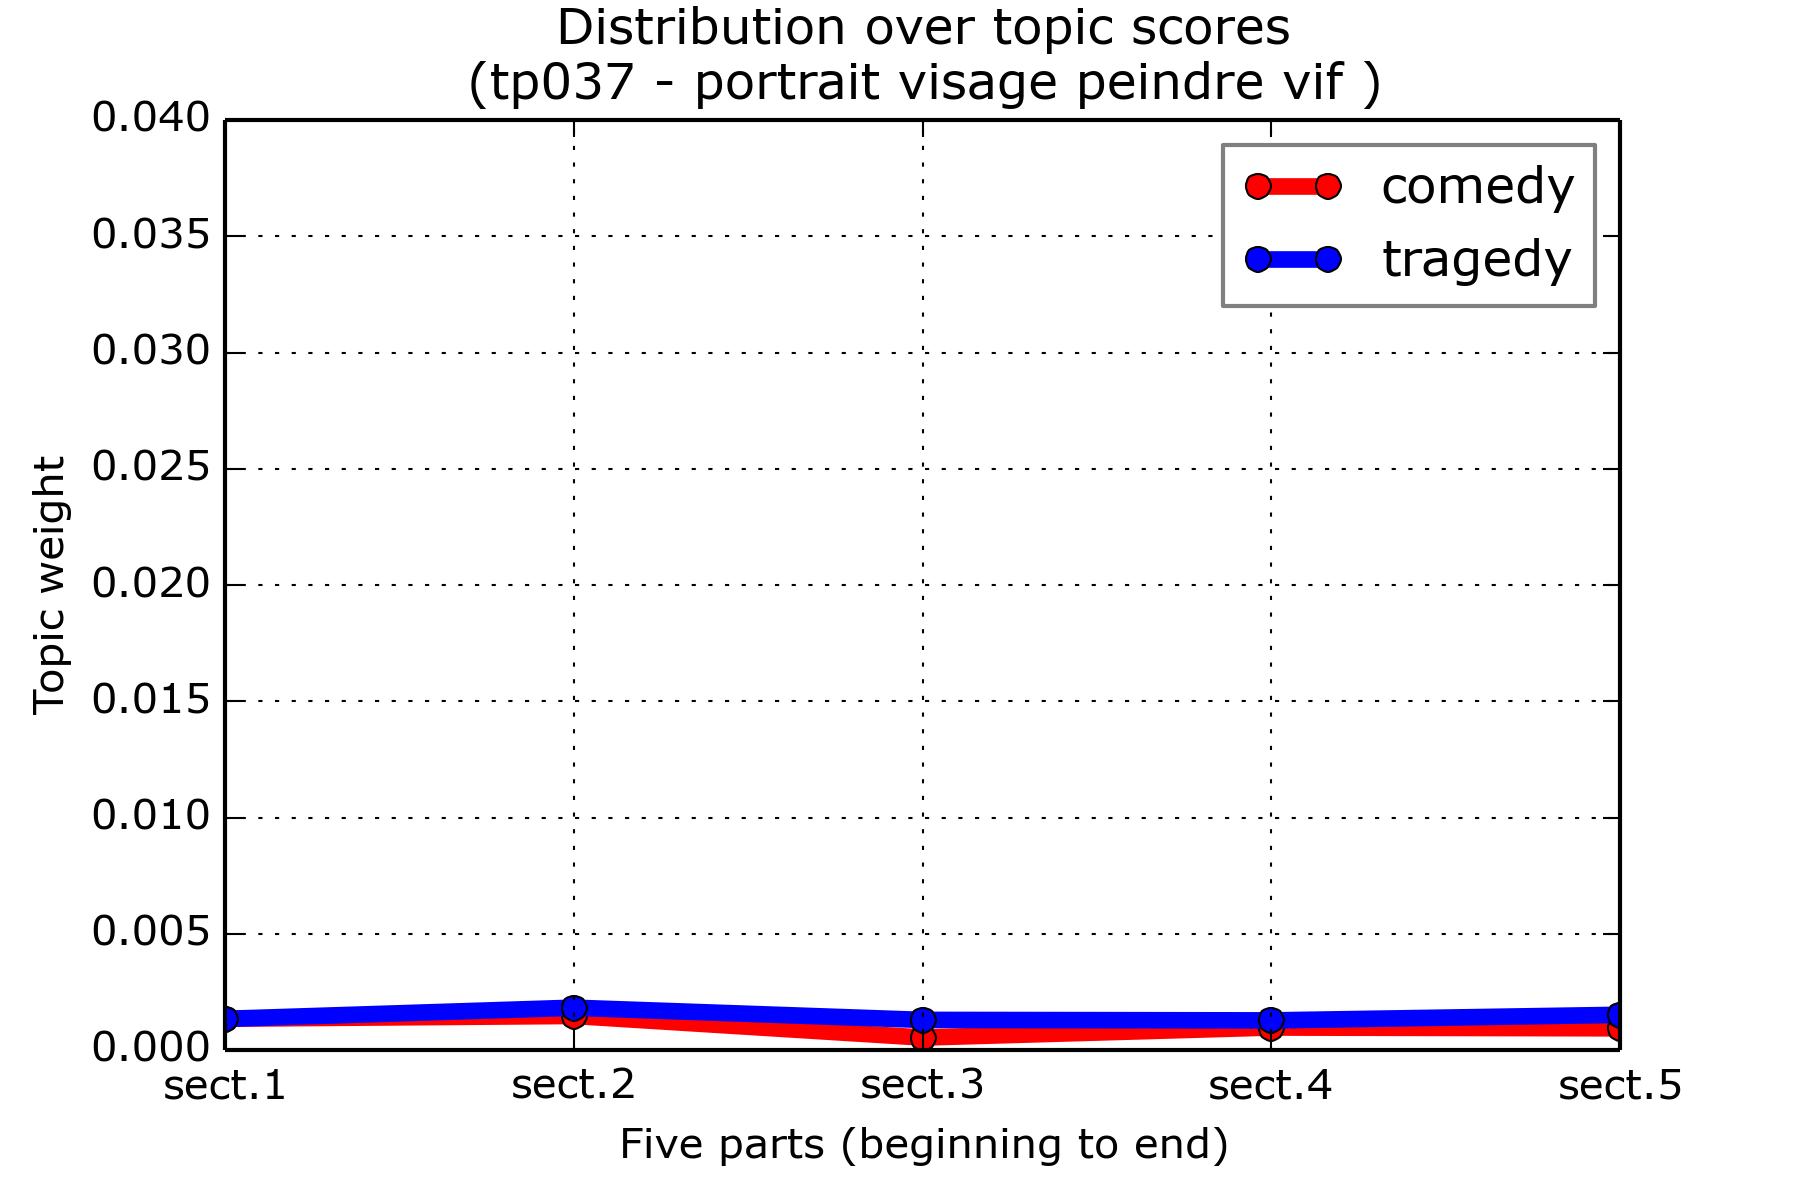 Distribution over topic scores
(tp037 - portrait visage peindre vif )
0.040
0.035
0.030
0.025
0.020
0.015
0.010
0.005
0.000
Topic weight
comedy
tragedy
sect.1 sect.2 sect.3 sect.4 sect.5
Five parts (beginning to end)